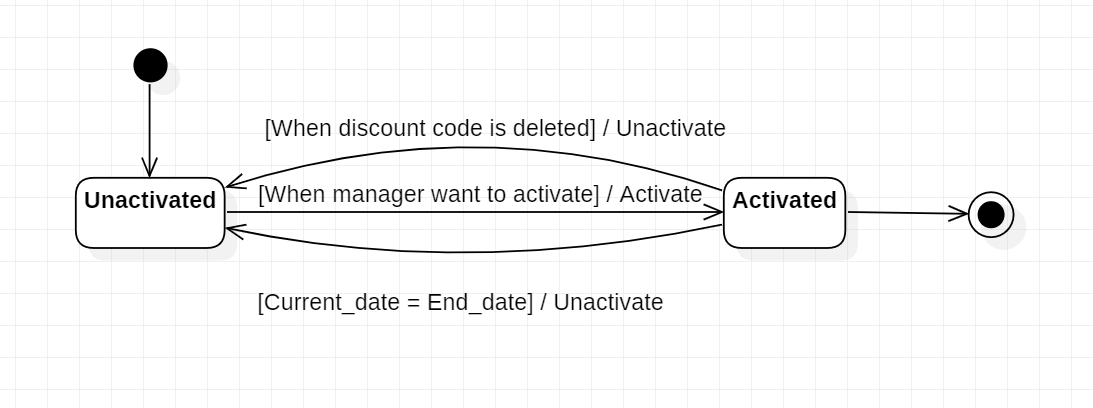 [When discount code is deleted] / Unactivate
[When manager want to activate] / Activate
Unactivated
Activated
[Current_date = End_date] / Unactivate